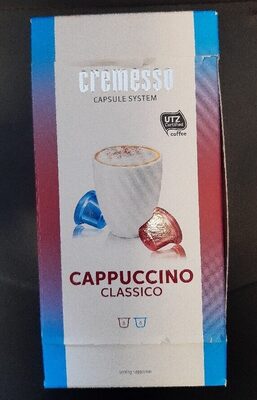 cremesso
CAPSULE SYSTEM
UTZ
Certified
coffee
CAPPUCCINO
CLASSICO